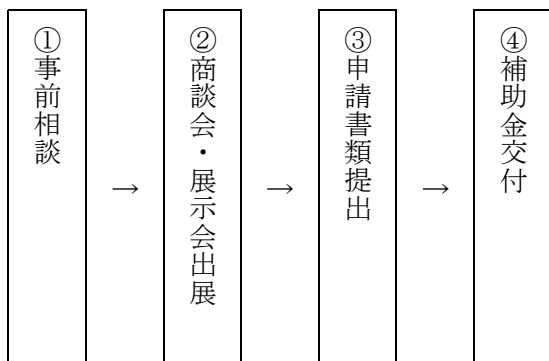 ①事前相談
→
②商談会・展示会出展
→
③申請書類提出
→
④補助金交付